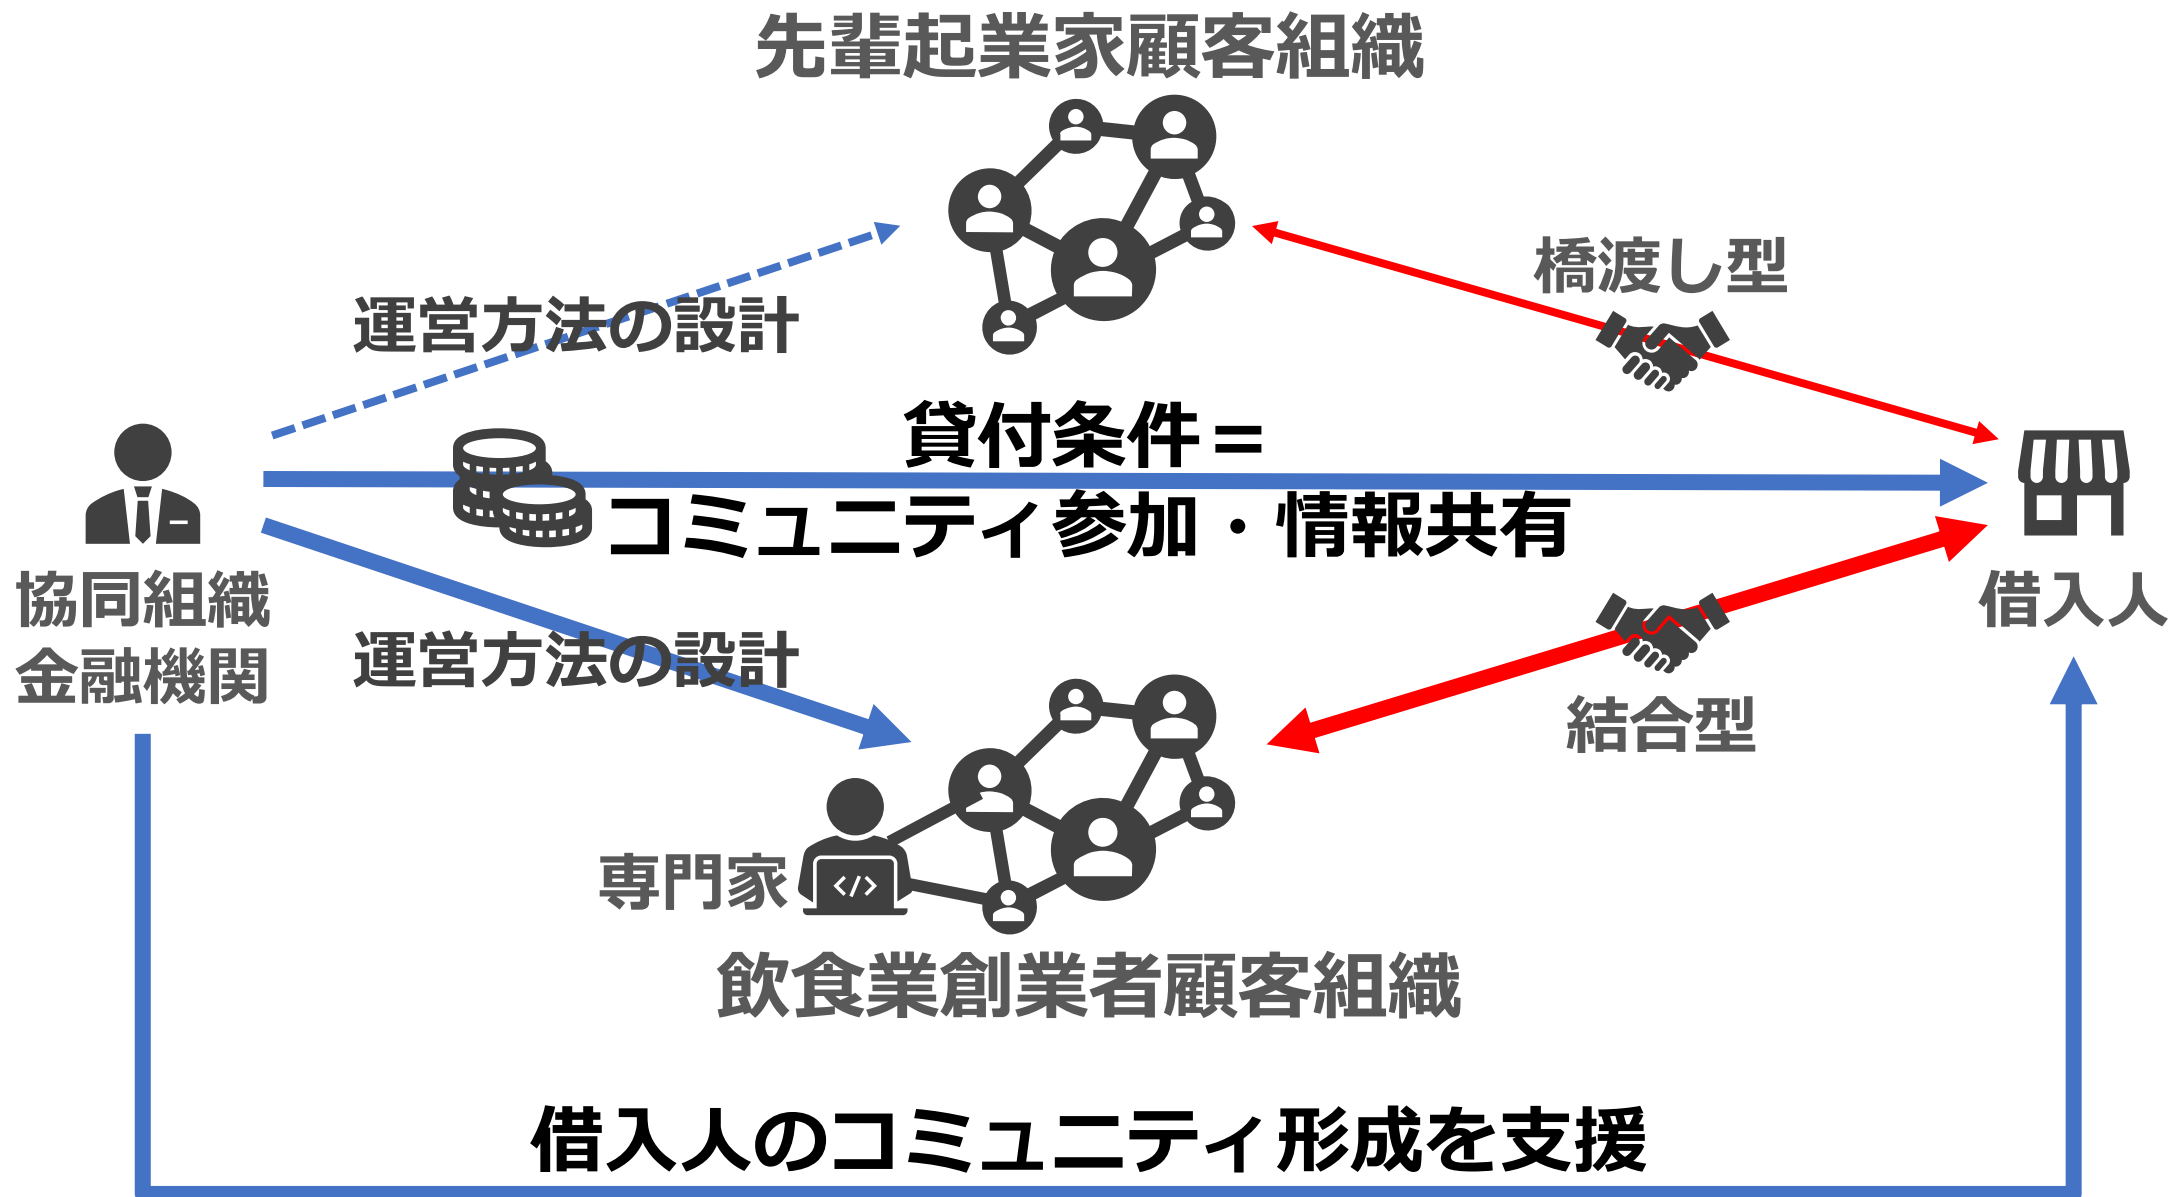 先輩起業家顧客組織
橋渡し型
運営方法の設計
貸付条件＝
コミュニティ参加・情報共有
協同組織
金融機関
借入人
運営方法の設計
結合型
</>
専門家
飲食業創業者顧客組織
借入人のコミュニティ形成を支援